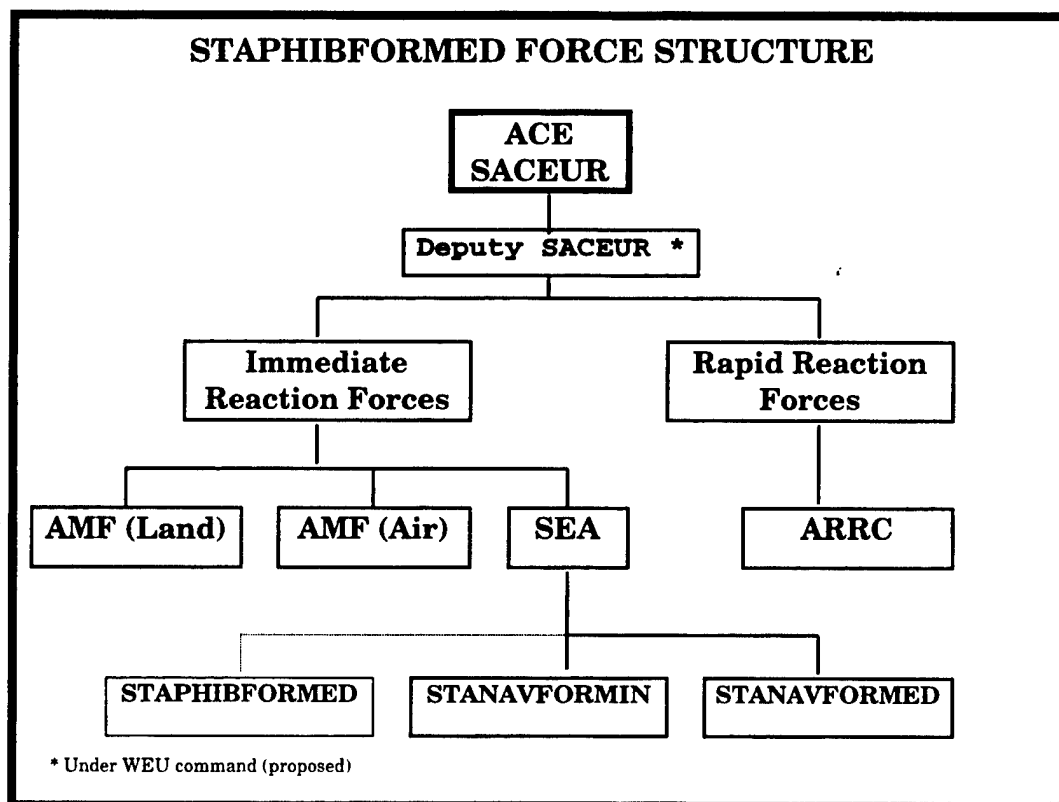 STAPHIBFORMED FORCE STRUCTURE
ACE
SACEUR
Deputy SACEUR *
Immediate
Reaction Forces
Rapid Reaction
Forces
AMF (Land)
AMF (Air)
SEA
ARRC
STAPHIBFORMED
STANAVFORMIN
STANAVFORMED
* Under WEU command (proposed)